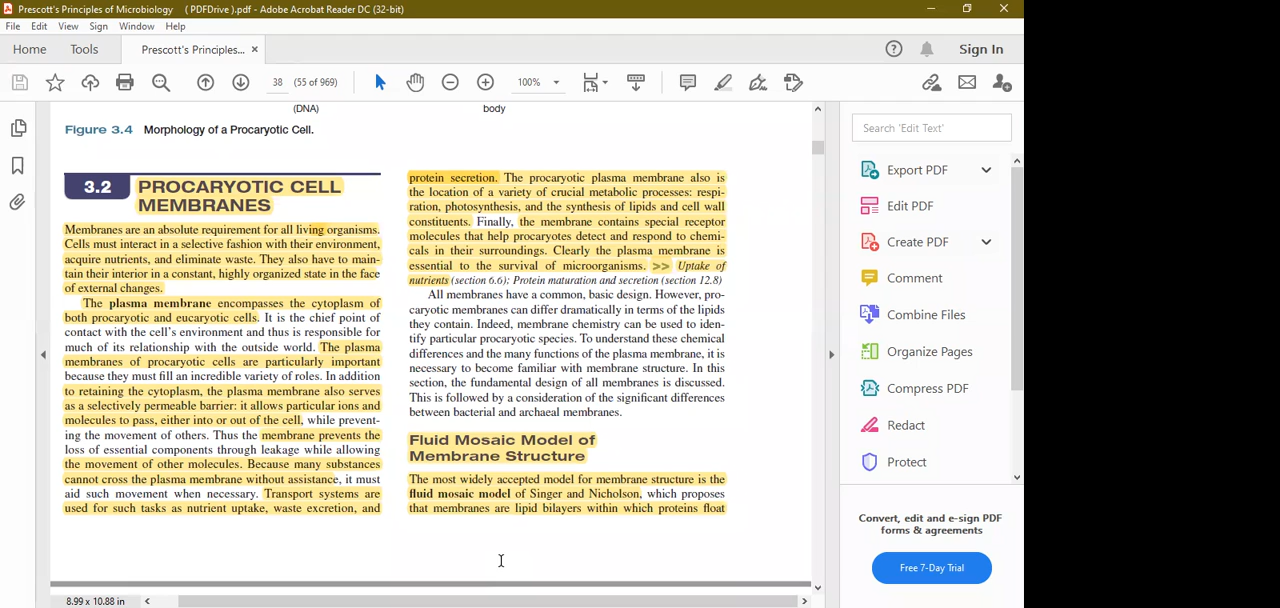 Prescott's Principles of Microbiology ( PDFDrive ).pdf - Adobe Acrobat Reader DC (32-bit)
File Edit View Sign Window Help
Home Tools Prescott's Principles... × Sign In
38 (55 of 969) 100%
(DNA) body
Figure 3.4 Morphology of a Procaryotic Cell.
3.2 PROCARYOTIC CELL
MEMBRANES
Membranes are an absolute requirement for all living organisms.
Cells must interact in a selective fashion with their environment,
acquire nutrients, and eliminate waste. They also have to main-
tain their interior in a constant, highly organized state in the face
of external changes.
The plasma membrane encompasses the cytoplasm of
both procaryotic and eucaryotic cells. It is the chief point of
contact with the cell's environment and thus is responsible for
much of its relationship with the outside world. The plasma
membranes of procaryotic cells are particularly important
because they must fill an incredible variety of roles. In addition
to retaining the cytoplasm, the plasma membrane also serves
as a selectively permeable barrier: it allows particular ions and
molecules to pass, either into or out of the cell, while prevent-
ing the movement of others. Thus the membrane prevents the
loss of essential components through leakage while allowing
the movement of other molecules. Because many substances
cannot cross the plasma membrane without assistance, it must
aid such movement when necessary. Transport systems are
used for such tasks as nutrient uptake, waste excretion, and
protein secretion. The procaryotic plasma membrane also is
the location of a variety of crucial metabolic processes: respi-
ration, photosynthesis, and the synthesis of lipids and cell wall
constituents. Finally, the membrane contains special receptor
molecules that help procaryotes detect and respond to chemi-
cals in their surroundings. Clearly the plasma membrane is
essential to the survival of microorganisms. >> Uptake of
nutrients (section 6.6); Protein maturation and secretion (section 12.8)
All membranes have a common, basic design. However, pro-
caryotic membranes can differ dramatically in terms of the lipids
they contain. Indeed, membrane chemistry can be used to iden-
tify particular procaryotic species. To understand these chemical
differences and the many functions of the plasma membrane, it is
necessary to become familiar with membrane structure. In this
section, the fundamental design of all membranes is discussed.
This is followed by a consideration of the significant differences
between bacterial and archaeal membranes.
Fluid Mosaic Model of
Membrane Structure
The most widely accepted model for membrane structure is the
fluid mosaic model of Singer and Nicholson, which proposes
that membranes are lipid bilayers within which proteins float
8.99 x 10.88 in
Search 'Edit Text'
Export PDF
Edit PDF
Create PDF
Comment
Combine Files
Organize Pages
Compress PDF
Redact
Protect
Convert, edit and e-sign PDF
forms & agreements
Free 7-Day Trial